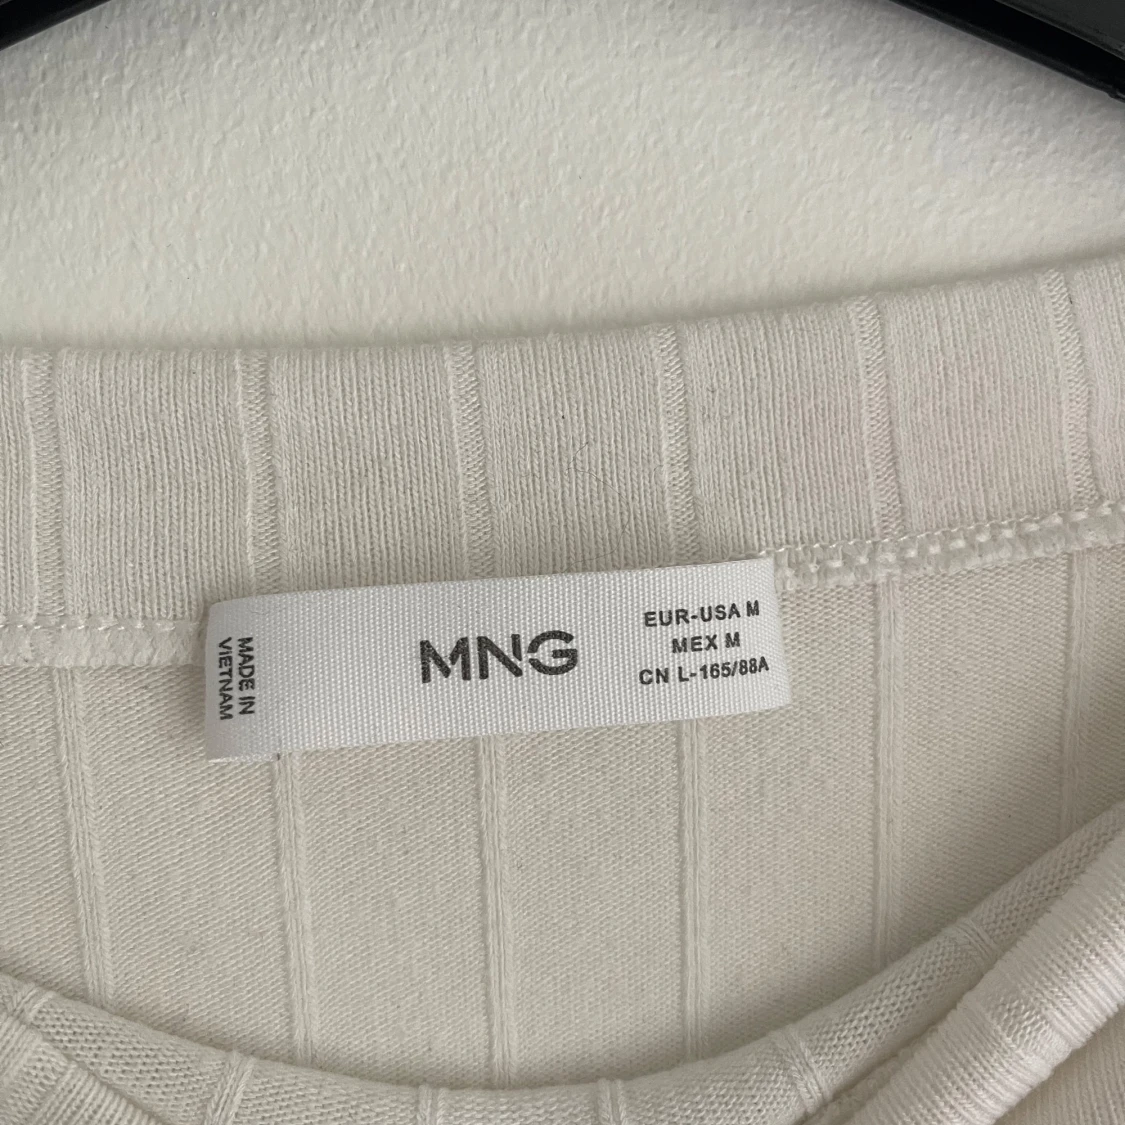 MADE IN
VIETNAM
MNG
EUR-USA M
MEX M
CN L-165/88A